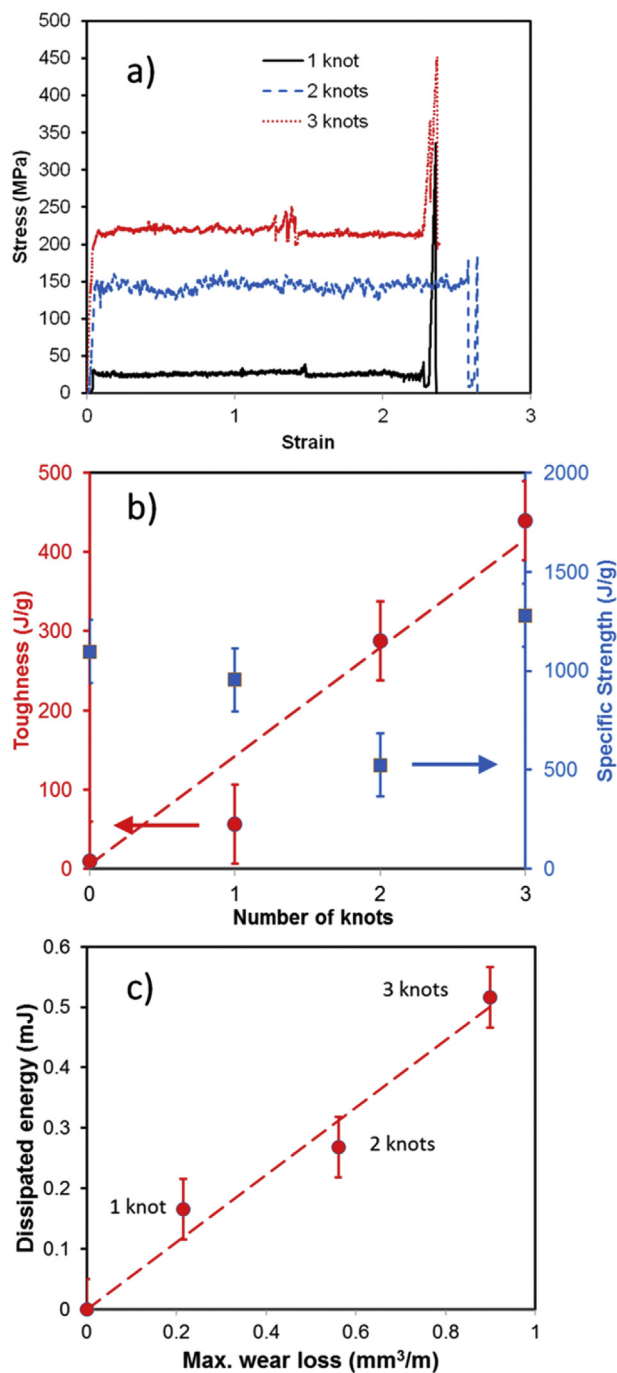 a)
1 knot
2 knots
3 knots
500
450
400
350
300
250
200
150
100
50
0
Stress (MPa)
0 1 2 3
Strain
b)
500
400
300
200
100
0
Toughness (J/g)
2000
1500
1000
500
0
Specific Strength (J/g)
0 1 2 3
Number of knots
c)
0.6
0.5
0.4
0.3
0.2
0.1
0
Dissipated energy (mJ)
3 knots
2 knots
1 knot
0 0.2 0.4 0.6 0.8 1
Max. wear loss (mm³/m)